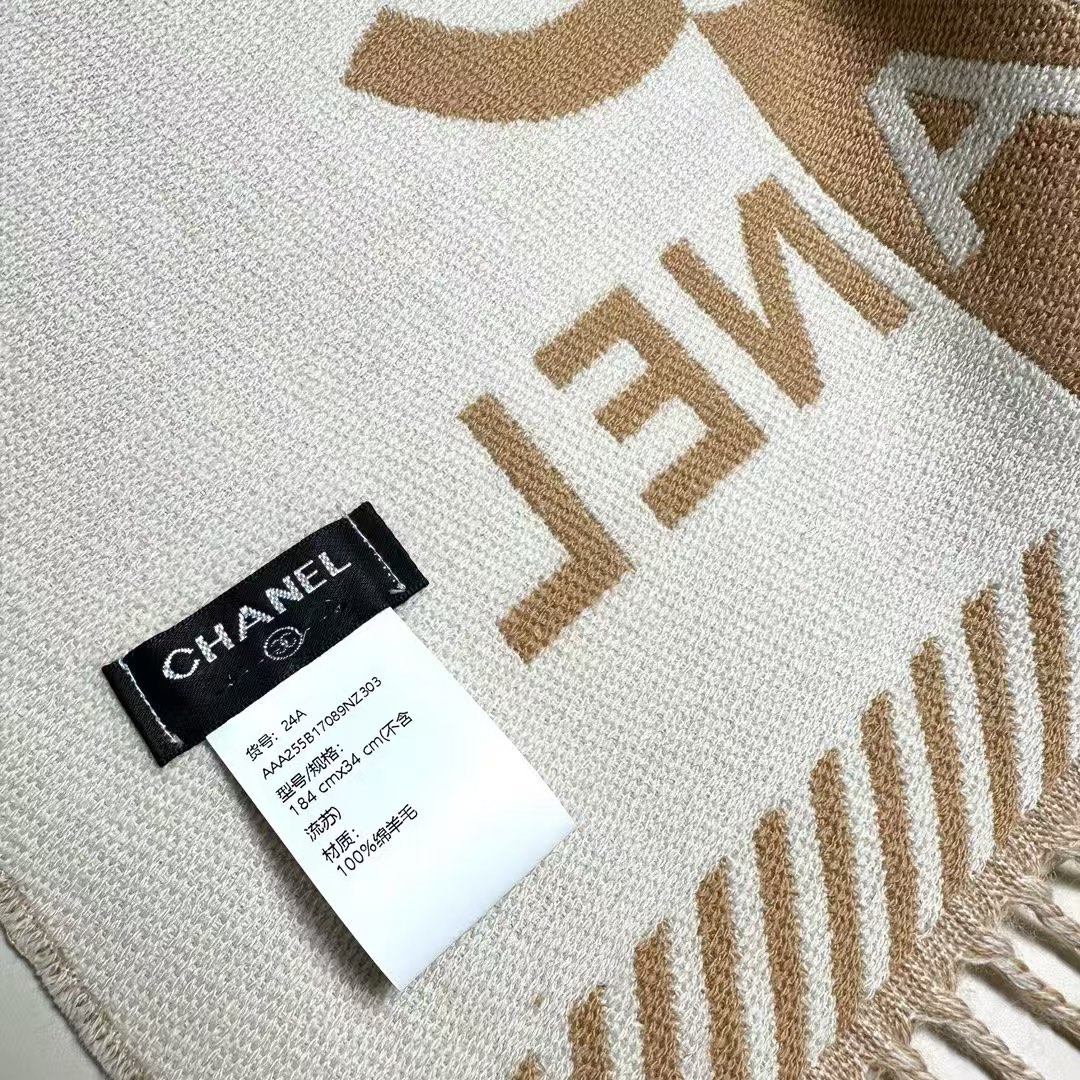 A
NEL
CHANEL
货号: 24A
AAA255B17089NZ303
型号/规格:
184 cmx34 cm(不含
流苏)
材质:
100%绵羊毛